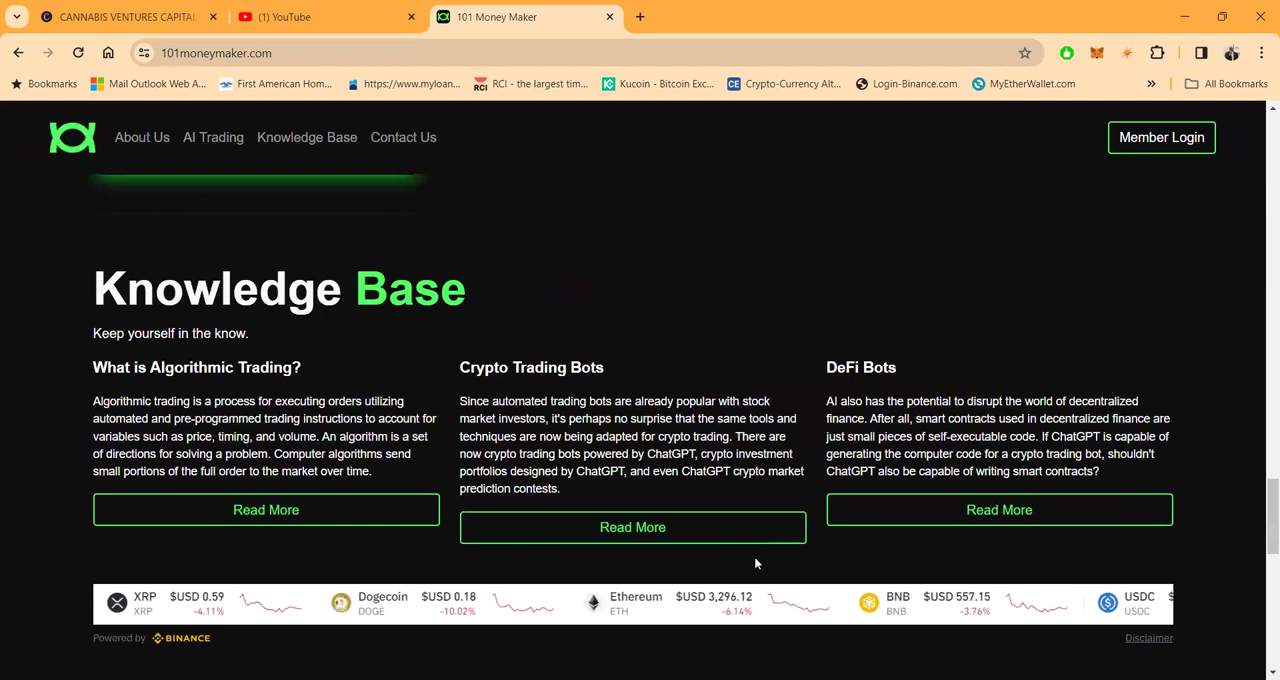 CANNABIS VENTURES CAPITAL
(1) YouTube
101 Money Maker
101moneymaker.com
Bookmarks
Mail Outlook Web A...
First American Hom...
https://www.myloan...
RCI - the largest tim...
Kucoin - Bitcoin Exc...
Crypto-Currency Alt...
Login-Binance.com
MyEtherWallet.com
»
All Bookmarks
About Us
AI Trading
Knowledge Base
Contact Us
Member Login
Knowledge Base
Keep yourself in the know.
What is Algorithmic Trading?
Algorithmic trading is a process for executing orders utilizing
automated and pre-programmed trading instructions to account for
variables such as price, timing, and volume. An algorithm is a set
of directions for solving a problem. Computer algorithms send
small portions of the full order to the market over time.
Read More
Crypto Trading Bots
Since automated trading bots are already popular with stock
market investors, it's perhaps no surprise that the same tools and
techniques are now being adapted for crypto trading. There are
now crypto trading bots powered by ChatGPT, crypto investment
portfolios designed by ChatGPT, and even ChatGPT crypto market
prediction contests.
Read More
DeFi Bots
AI also has the potential to disrupt the world of decentralized
finance. After all, smart contracts used in decentralized finance are
just small pieces of self-executable code. If ChatGPT is capable of
generating the computer code for a crypto trading bot, shouldn't
ChatGPT also be capable of writing smart contracts?
Read More
XRP $USD 0.59
XRP -4.11%
Dogecoin $USD 0.18
DOGE -10.02%
Ethereum $USD 3,296.12
ETH -6.14%
BNB $USD 557.15
BNB -3.76%
USDC $
USDC
Powered by BINANCE
Disclaimer